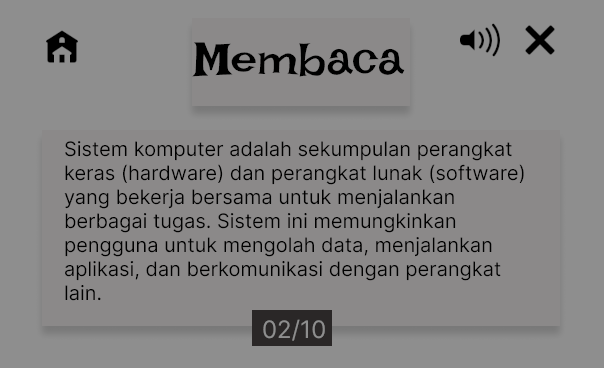 Membaca
Sistem komputer adalah sekumpulan perangkat
keras (hardware) dan perangkat lunak (software)
yang bekerja bersama untuk menjalankan
berbagai tugas. Sistem ini memungkinkan
pengguna untuk mengolah data, menjalankan
aplikasi, dan berkomunikasi dengan perangkat
lain.
02/10